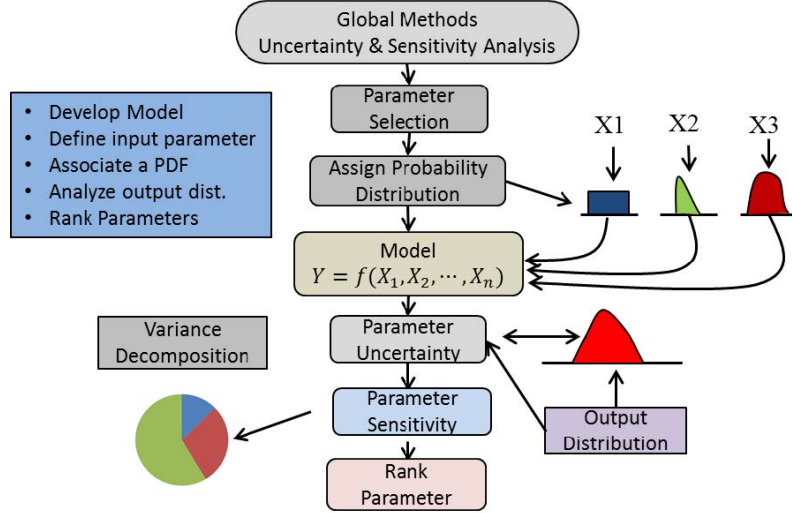 Global Methods
Uncertainty & Sensitivity Analysis
• Develop Model
• Define input parameter
• Associate a PDF
• Analyze output dist.
• Rank Parameters
Parameter
Selection
Assign Probability
Distribution
X1
X2
X3
Model
Y = f(X₁, X₂, ⋯, Xₙ)
Variance
Decomposition
Parameter
Uncertainty
Parameter
Sensitivity
Output
Distribution
Rank
Parameter